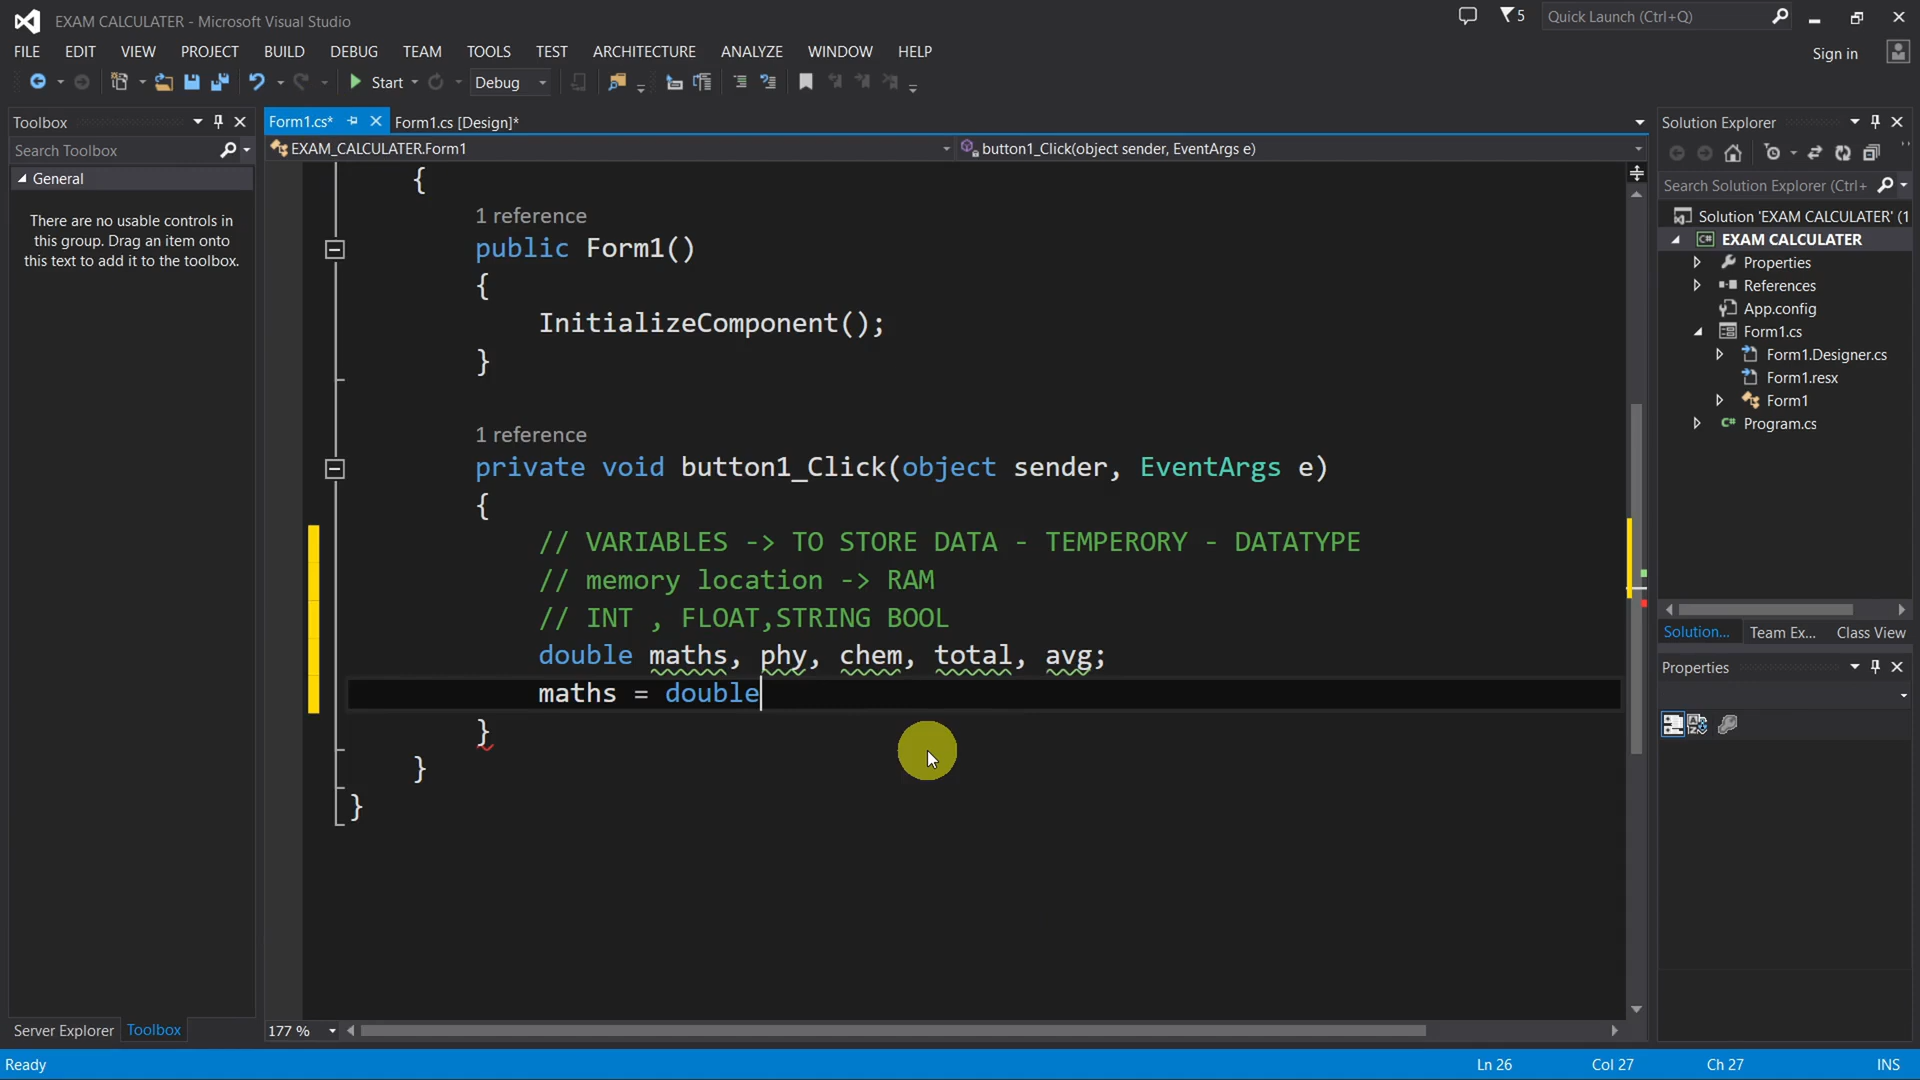 EXAM CALCULATER - Microsoft Visual Studio
5
Quick Launch (Ctrl+Q)
FILE EDIT VIEW PROJECT BUILD DEBUG TEAM TOOLS TEST ARCHITECTURE ANALYZE WINDOW HELP
Sign in
Start Debug
Toolbox
Search Toolbox
General
There are no usable controls in
this group. Drag an item onto
this text to add it to the toolbox.
Server Explorer Toolbox
Form1.cs* Form1.cs [Design]*
EXAM_CALCULATER.Form1 button1_Click(object sender, EventArgs e)
{
1 reference
public Form1()
{
InitializeComponent();
}
1 reference
private void button1_Click(object sender, EventArgs e)
{
// VARIABLES -> TO STORE DATA - TEMPERORY - DATATYPE
// memory location -> RAM
// INT , FLOAT,STRING BOOL
double maths, phy, chem, total, avg;
maths = double
}
}
}
177 %
Solution Explorer
Search Solution Explorer (Ctrl+
Solution 'EXAM CALCULATER' (1
C# EXAM CALCULATER
Properties
References
App.config
Form1.cs
Form1.Designer.cs
Form1.resx
Form1
C# Program.cs
Solution... Team Ex... Class View
Properties
Ready Ln 26 Col 27 Ch 27 INS